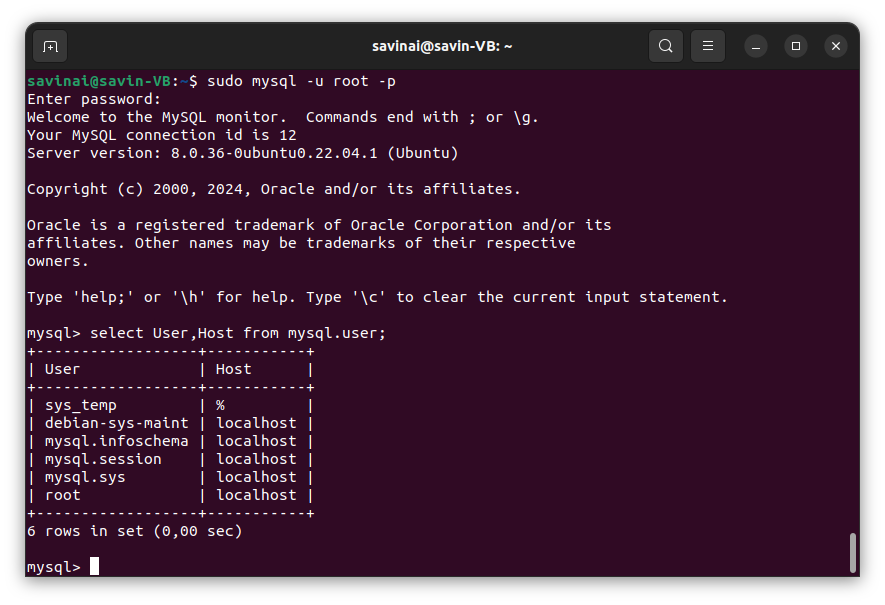 savinai@savin-VB: ~
savinai@savin-VB:~$ sudo mysql -u root -p
Enter password:
Welcome to the MySQL monitor.  Commands end with ; or \g.
Your MySQL connection id is 12
Server version: 8.0.36-0ubuntu0.22.04.1 (Ubuntu)

Copyright (c) 2000, 2024, Oracle and/or its affiliates.

Oracle is a registered trademark of Oracle Corporation and/or its
affiliates. Other names may be trademarks of their respective
owners.

Type 'help;' or '\h' for help. Type '\c' to clear the current input statement.

mysql> select User,Host from mysql.user;
+------------------+-----------+
| User             | Host      |
+------------------+-----------+
| sys_temp         | %         |
| debian-sys-maint | localhost |
| mysql.infoschema | localhost |
| mysql.session    | localhost |
| mysql.sys        | localhost |
| root             | localhost |
+------------------+-----------+
6 rows in set (0,00 sec)

mysql>